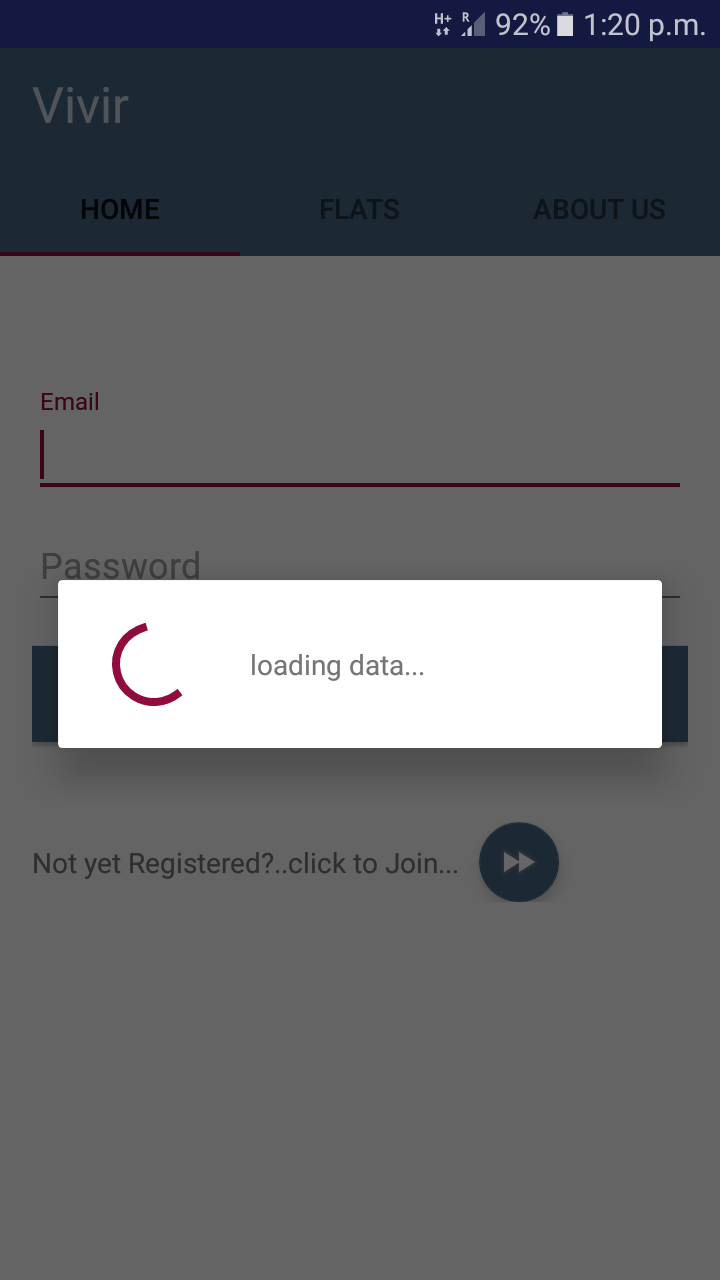 H+ R 92% 1:20 p.m.
Vivir
HOME FLATS ABOUT US
Email
Password
loading data...
Not yet Registered?..click to Join...